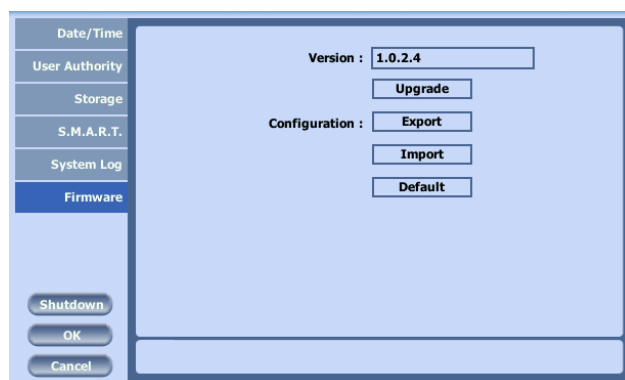 Date/Time
User Authority
Storage
S.M.A.R.T.
System Log
Firmware
Shutdown
OK
Cancel
Version : 1.0.2.4
Upgrade
Configuration : Export
Import
Default